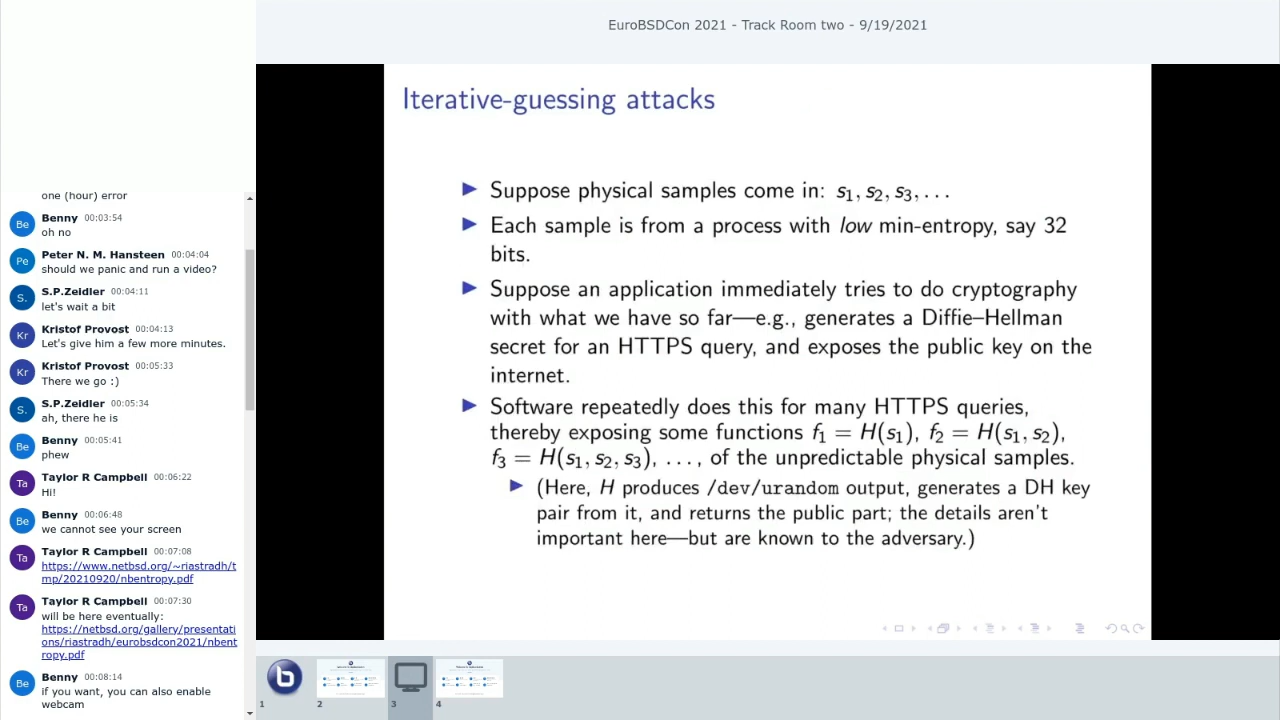 EuroBSDCon 2021 - Track Room two - 9/19/2021
one (hour) error
Be
Benny 00:03:54
oh no
Pe
Peter N. M. Hansteen 00:04:04
should we panic and run a video?
S.
S.P.Zeidler 00:04:11
let's wait a bit
Kr
Kristof Provost 00:04:13
Let's give him a few more minutes.
Kr
Kristof Provost 00:05:33
There we go :)
S.
S.P.Zeidler 00:05:34
ah, there he is
Be
Benny 00:05:41
phew
Ta
Taylor R Campbell 00:06:22
Hi!
Be
Benny 00:06:48
we cannot see your screen
Ta
Taylor R Campbell 00:07:08
https://www.netbsd.org/~riastradh/t
mp/20210920/nbentropy.pdf
Ta
Taylor R Campbell 00:07:30
will be here eventually:
https://netbsd.org/gallery/presentati
ons/riastradh/eurobsdcon2021/nbent
ropy.pdf
Be
Benny 00:08:14
if you want, you can also enable
webcam
Iterative-guessing attacks
Suppose physical samples come in: s₁, s₂, s₃, . . .
Each sample is from a process with low min-entropy, say 32
bits.
Suppose an application immediately tries to do cryptography
with what we have so far—e.g., generates a Diffie–Hellman
secret for an HTTPS query, and exposes the public key on the
internet.
Software repeatedly does this for many HTTPS queries,
thereby exposing some functions f₁ = H(s₁), f₂ = H(s₁, s₂),
f₃ = H(s₁, s₂, s₃), . . . , of the unpredictable physical samples.
(Here, H produces /dev/urandom output, generates a DH key
pair from it, and returns the public part; the details aren't
important here—but are known to the adversary.)
b
1
2
3
4